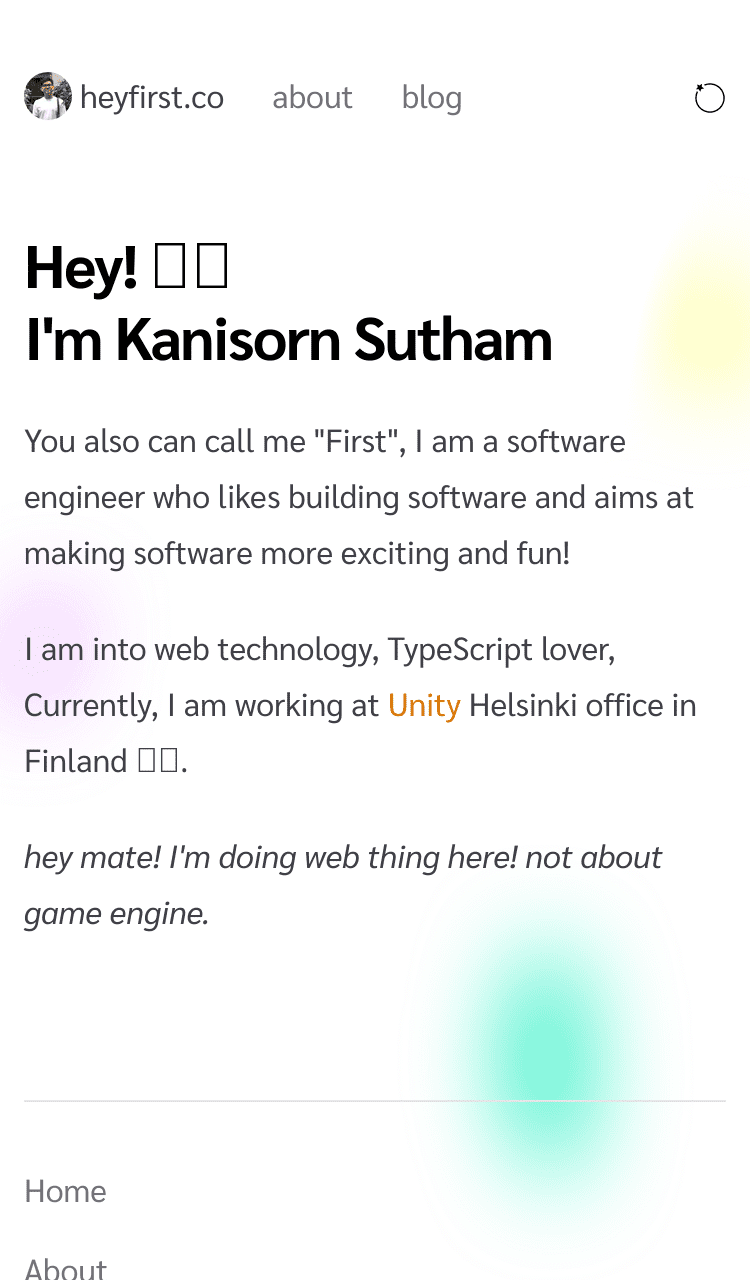 heyfirst.co about blog
Hey! 
I'm Kanisorn Sutham
You also can call me "First", I am a software
engineer who likes building software and aims at
making software more exciting and fun!
I am into web technology, TypeScript lover,
Currently, I am working at Unity Helsinki office in
Finland .
hey mate! I'm doing web thing here! not about
game engine.
Home
About